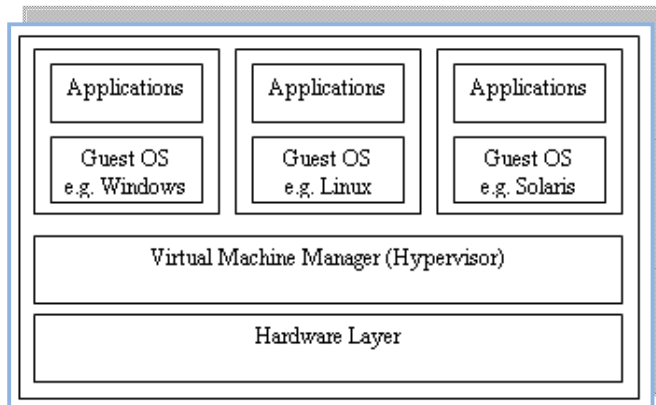 Applications
Applications
Applications
Guest OS
e.g. Windows
Guest OS
e.g. Linux
Guest OS
e.g. Solaris
Virtual Machine Manager (Hypervisor)
Hardware Layer